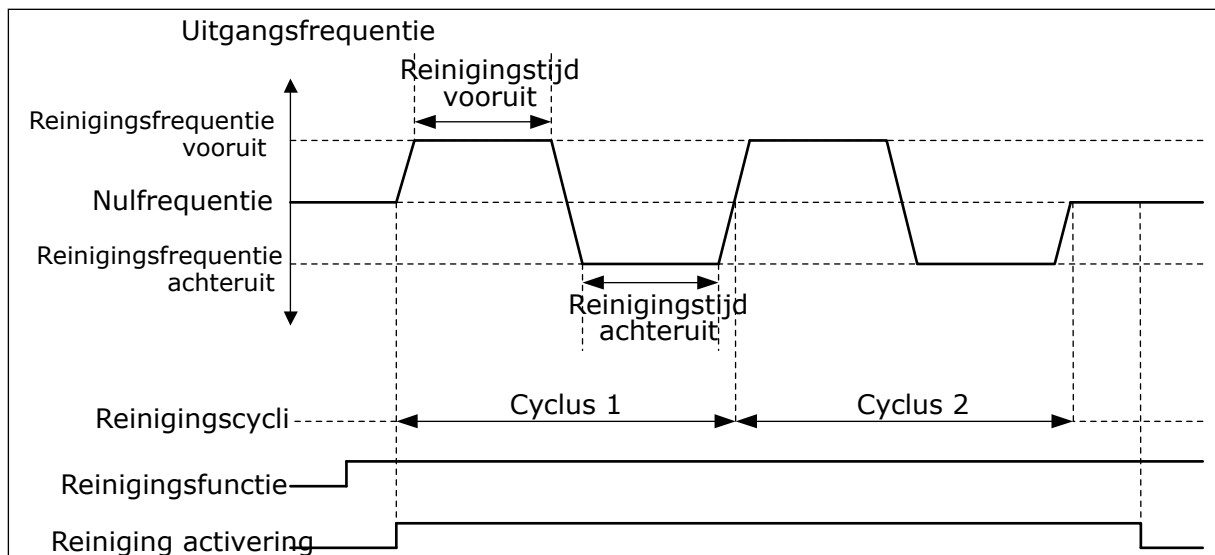 Uitgangsfrequentie
Reinigingstijd
vooruit
Reinigingsfrequentie
vooruit
Nulfrequentie
Reinigingsfrequentie
achteruit
Reinigingstijd
achteruit
Reinigingscycli
Cyclus 1
Cyclus 2
Reinigingsfunctie
Reiniging activering